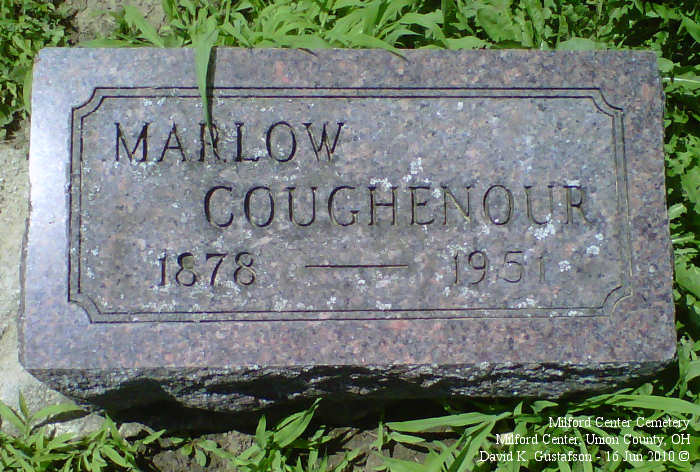 MARLOW
COUGHENOUR
1878 — 1951
Milford Center Cemetery
Milford Center, Union County, OH
David K. Gustafson - 16 Jun 2010 ©